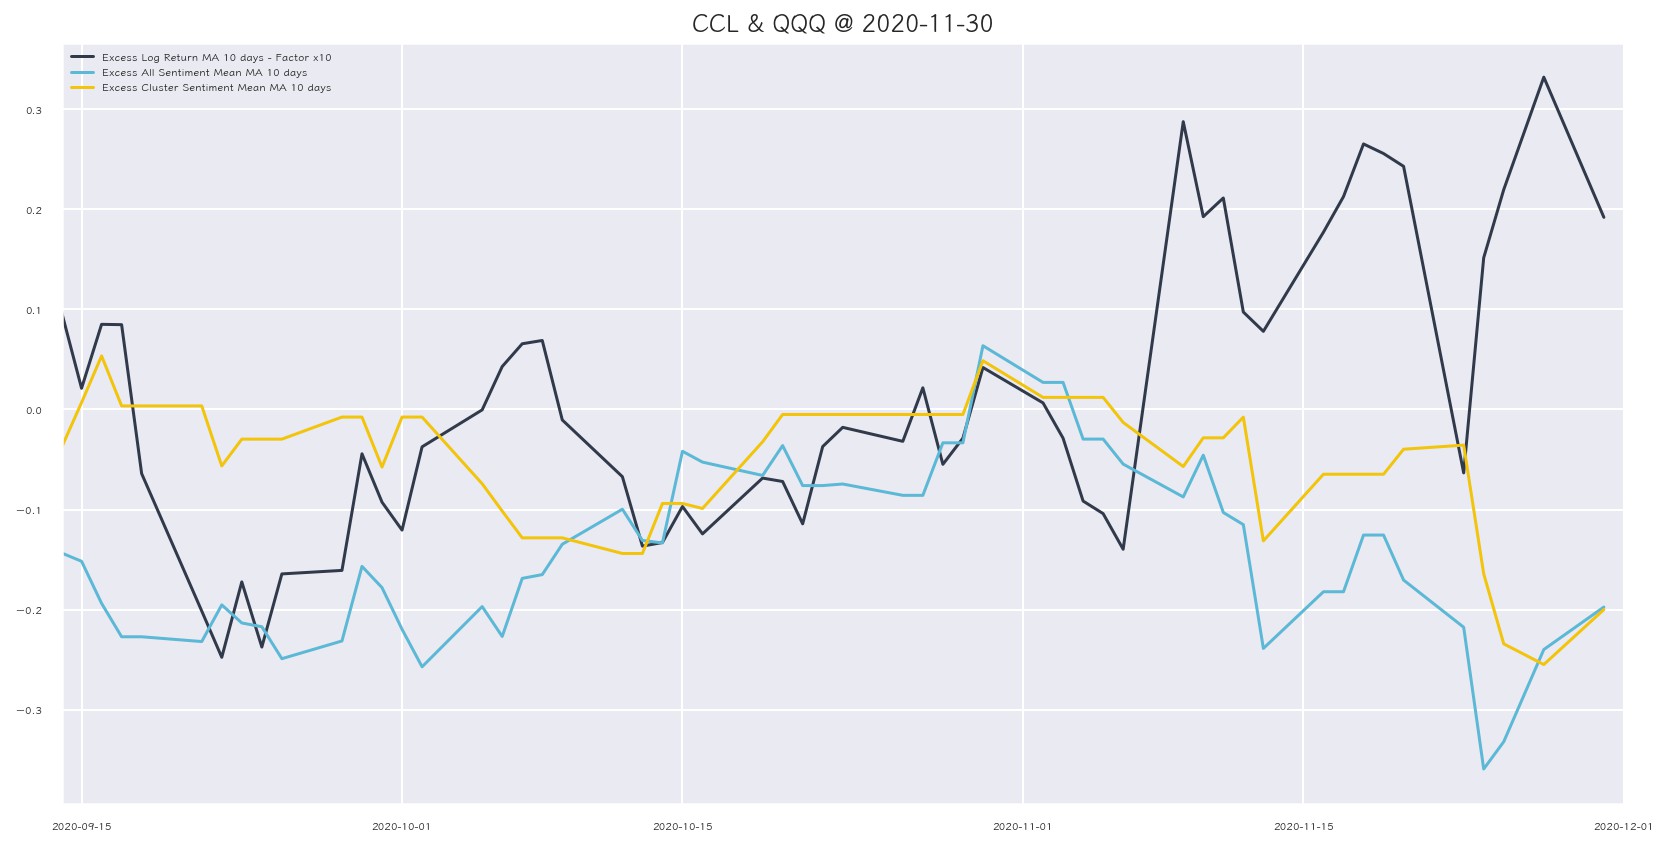 CCL & QQQ @ 2020-11-30
Excess Log Return MA 10 days - Factor x10
Excess All Sentiment Mean MA 10 days
Excess Cluster Sentiment Mean MA 10 days
0.3
0.2
0.1
0.0
−0.1
−0.2
−0.3
2020-09-15 2020-10-01 2020-10-15 2020-11-01 2020-11-15 2020-12-01